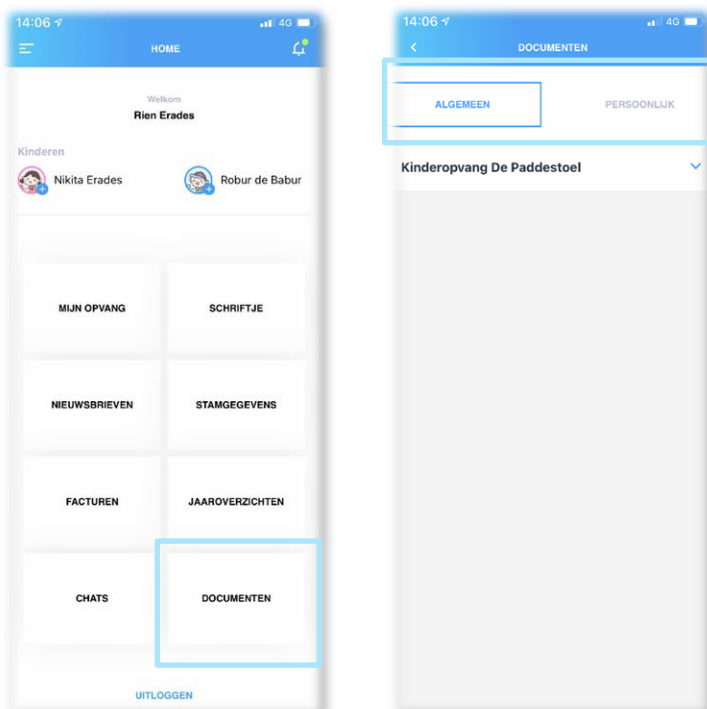 14:06
4G
HOME
Welkom
Rien Erades
Kinderen
Nikita Erades
Robur de Babur
MIJN OPVANG
SCHRIFTJE
NIEUWSBRIEVEN
STAMGEGEVENS
FACTUREN
JAAROVERZICHTEN
CHATS
DOCUMENTEN
UITLOGGEN
14:06
4G
DOCUMENTEN
ALGEMEEN
PERSOONLIJK
Kinderopvang De Paddestoel